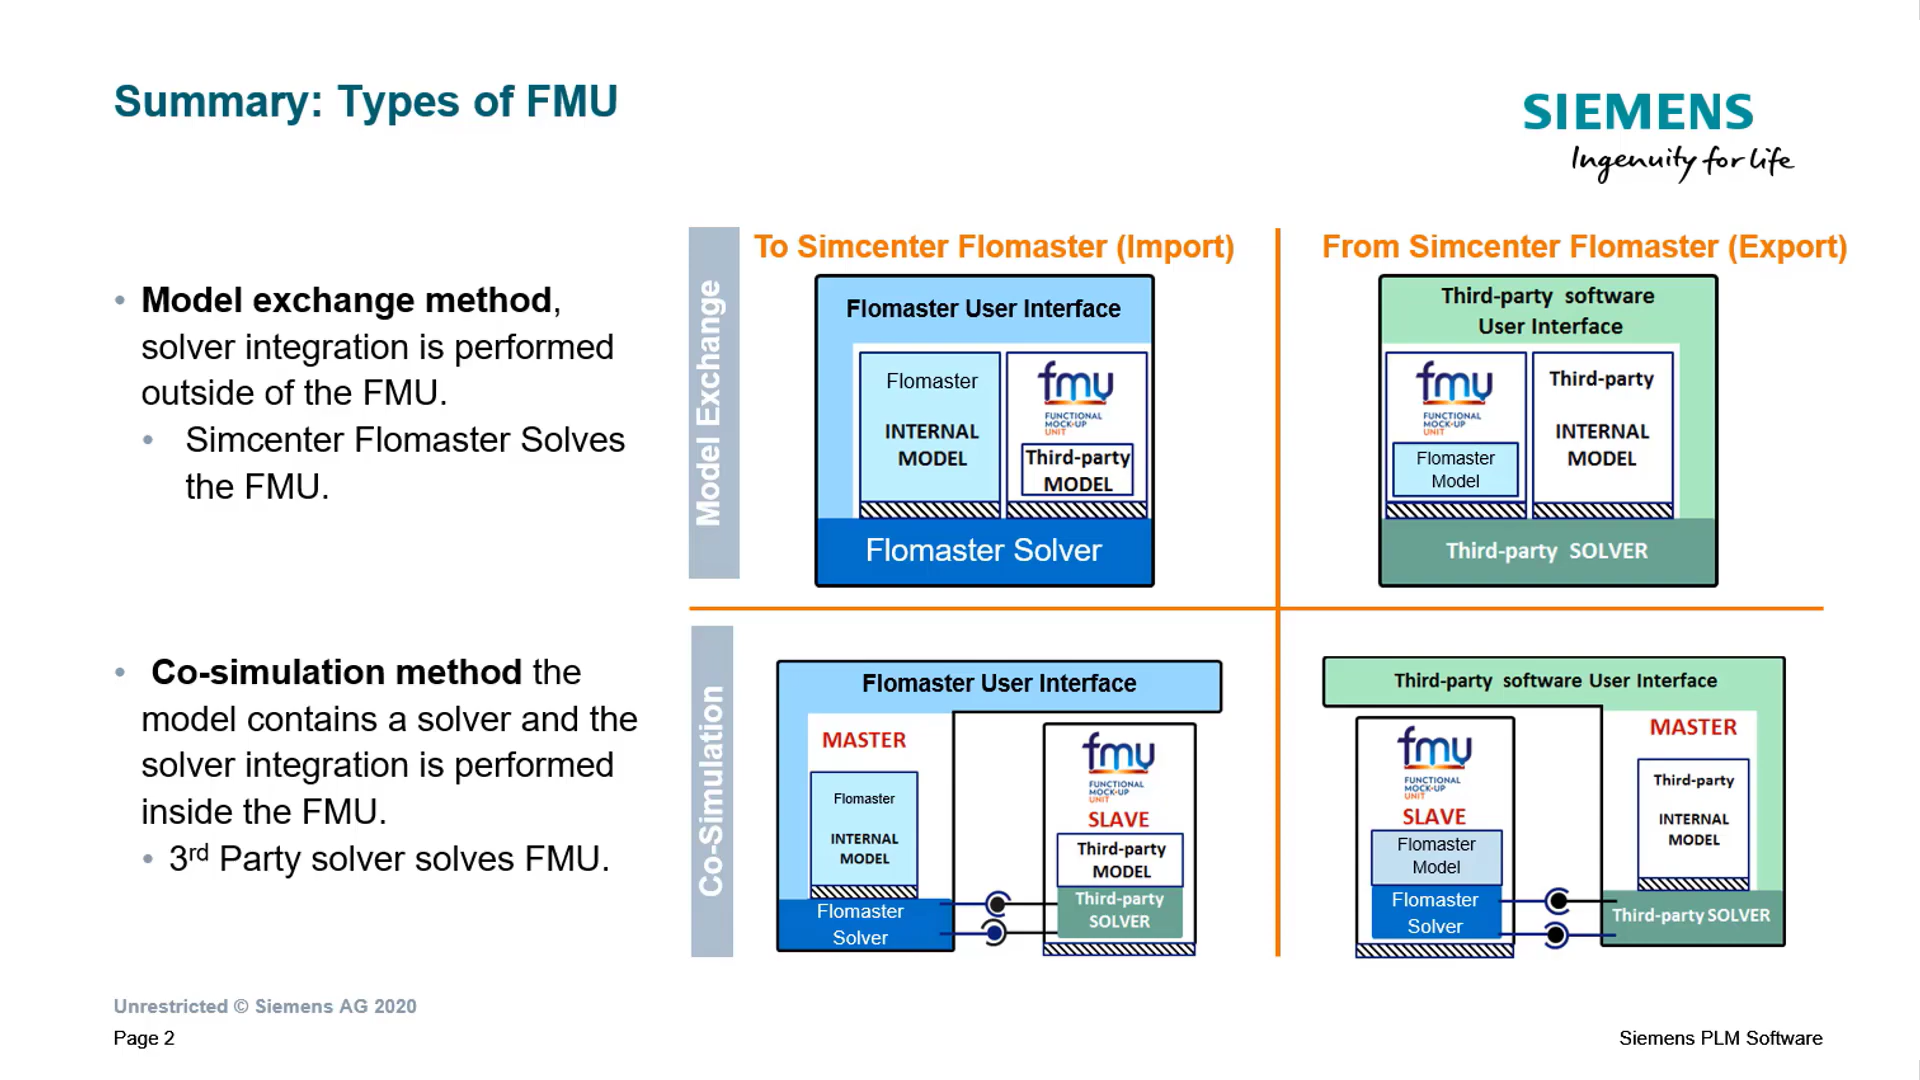 Summary: Types of FMU
SIEMENS
Ingenuity for life
• Model exchange method,
solver integration is performed
outside of the FMU.
• Simcenter Flomaster Solves
the FMU.
• Co-simulation method the
model contains a solver and the
solver integration is performed
inside the FMU.
• 3rd Party solver solves FMU.
To Simcenter Flomaster (Import)
From Simcenter Flomaster (Export)
Model Exchange
Flomaster User Interface
Flomaster
INTERNAL
MODEL
fmu
FUNCTIONAL
MOCK-UP
UNIT
Third-party
MODEL
Flomaster Solver
Third-party software
User Interface
fmu
FUNCTIONAL
MOCK-UP
UNIT
Flomaster
Model
Third-party
INTERNAL
MODEL
Third-party SOLVER
Co-Simulation
Flomaster User Interface
MASTER
Flomaster
INTERNAL
MODEL
Flomaster
Solver
fmu
FUNCTIONAL
MOCK-UP
UNIT
SLAVE
Third-party
MODEL
Third-party
SOLVER
Third-party software User Interface
fmu
FUNCTIONAL
MOCK-UP
UNIT
SLAVE
Flomaster
Model
Flomaster
Solver
MASTER
Third-party
INTERNAL
MODEL
Third-party SOLVER
Unrestricted © Siemens AG 2020
Page 2
Siemens PLM Software